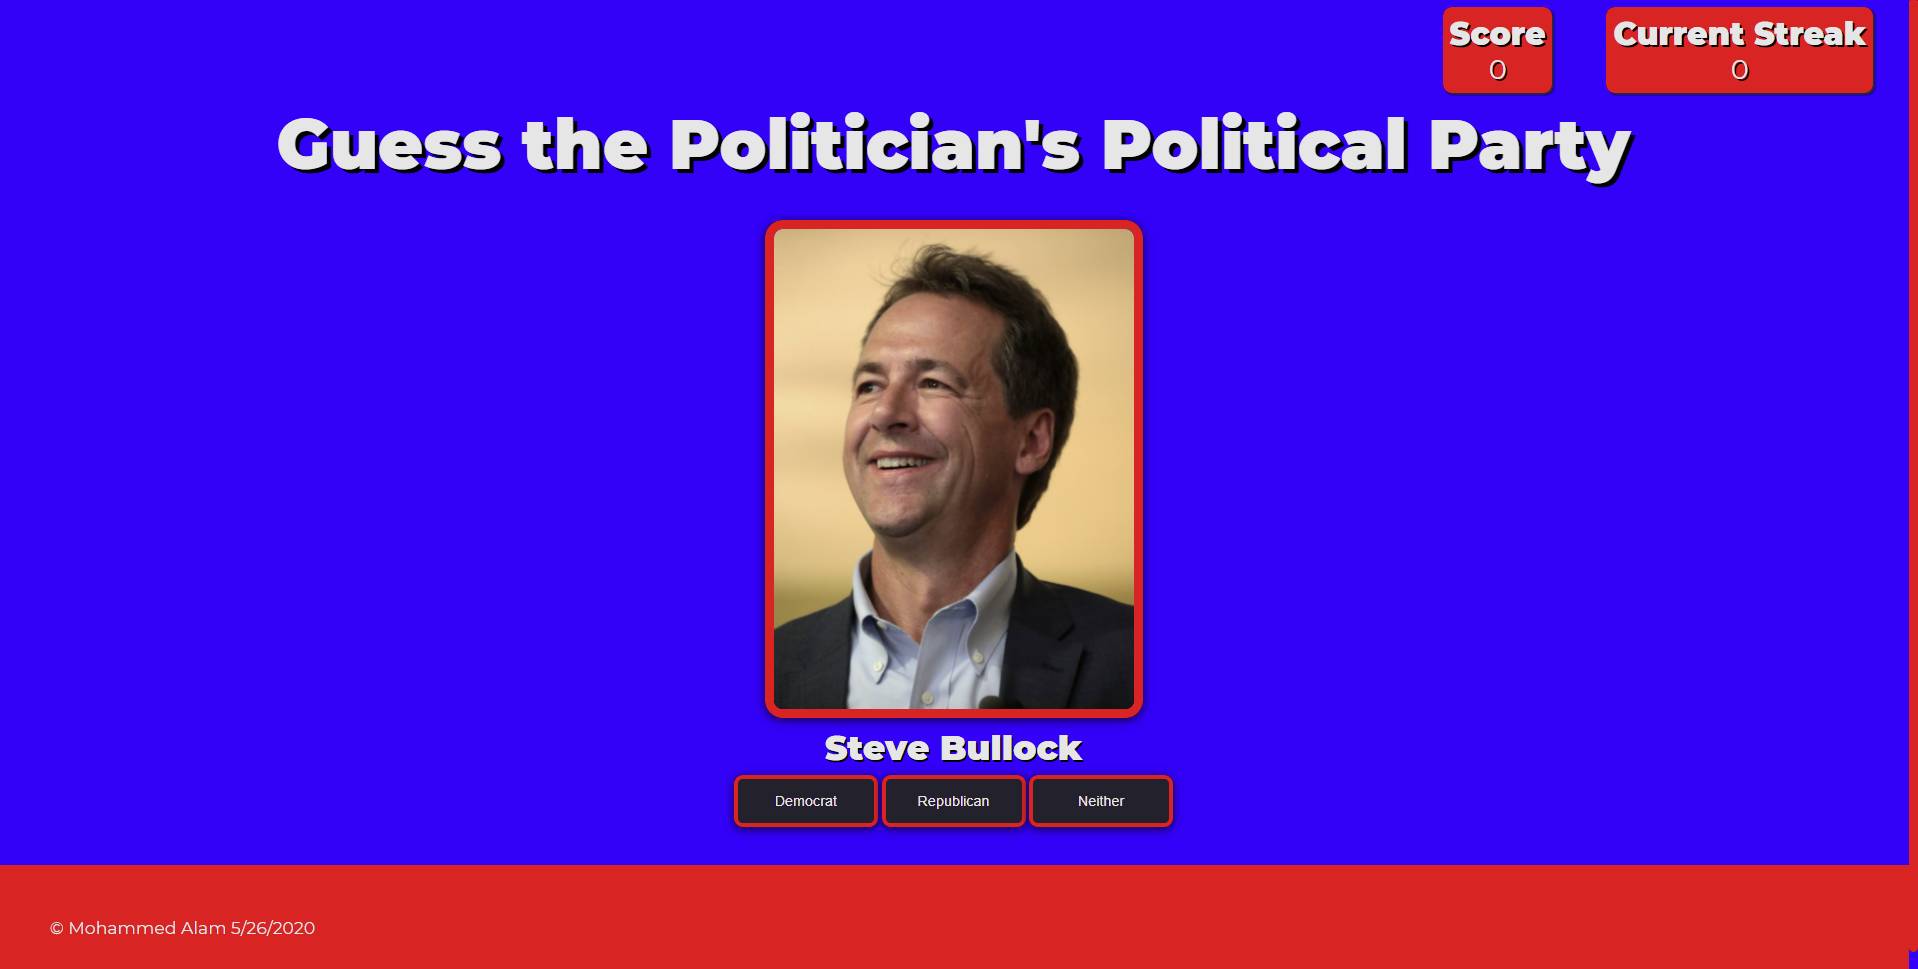 Score
0
Current Streak
0
Guess the Politician's Political Party
Steve Bullock
Democrat
Republican
Neither
© Mohammed Alam 5/26/2020